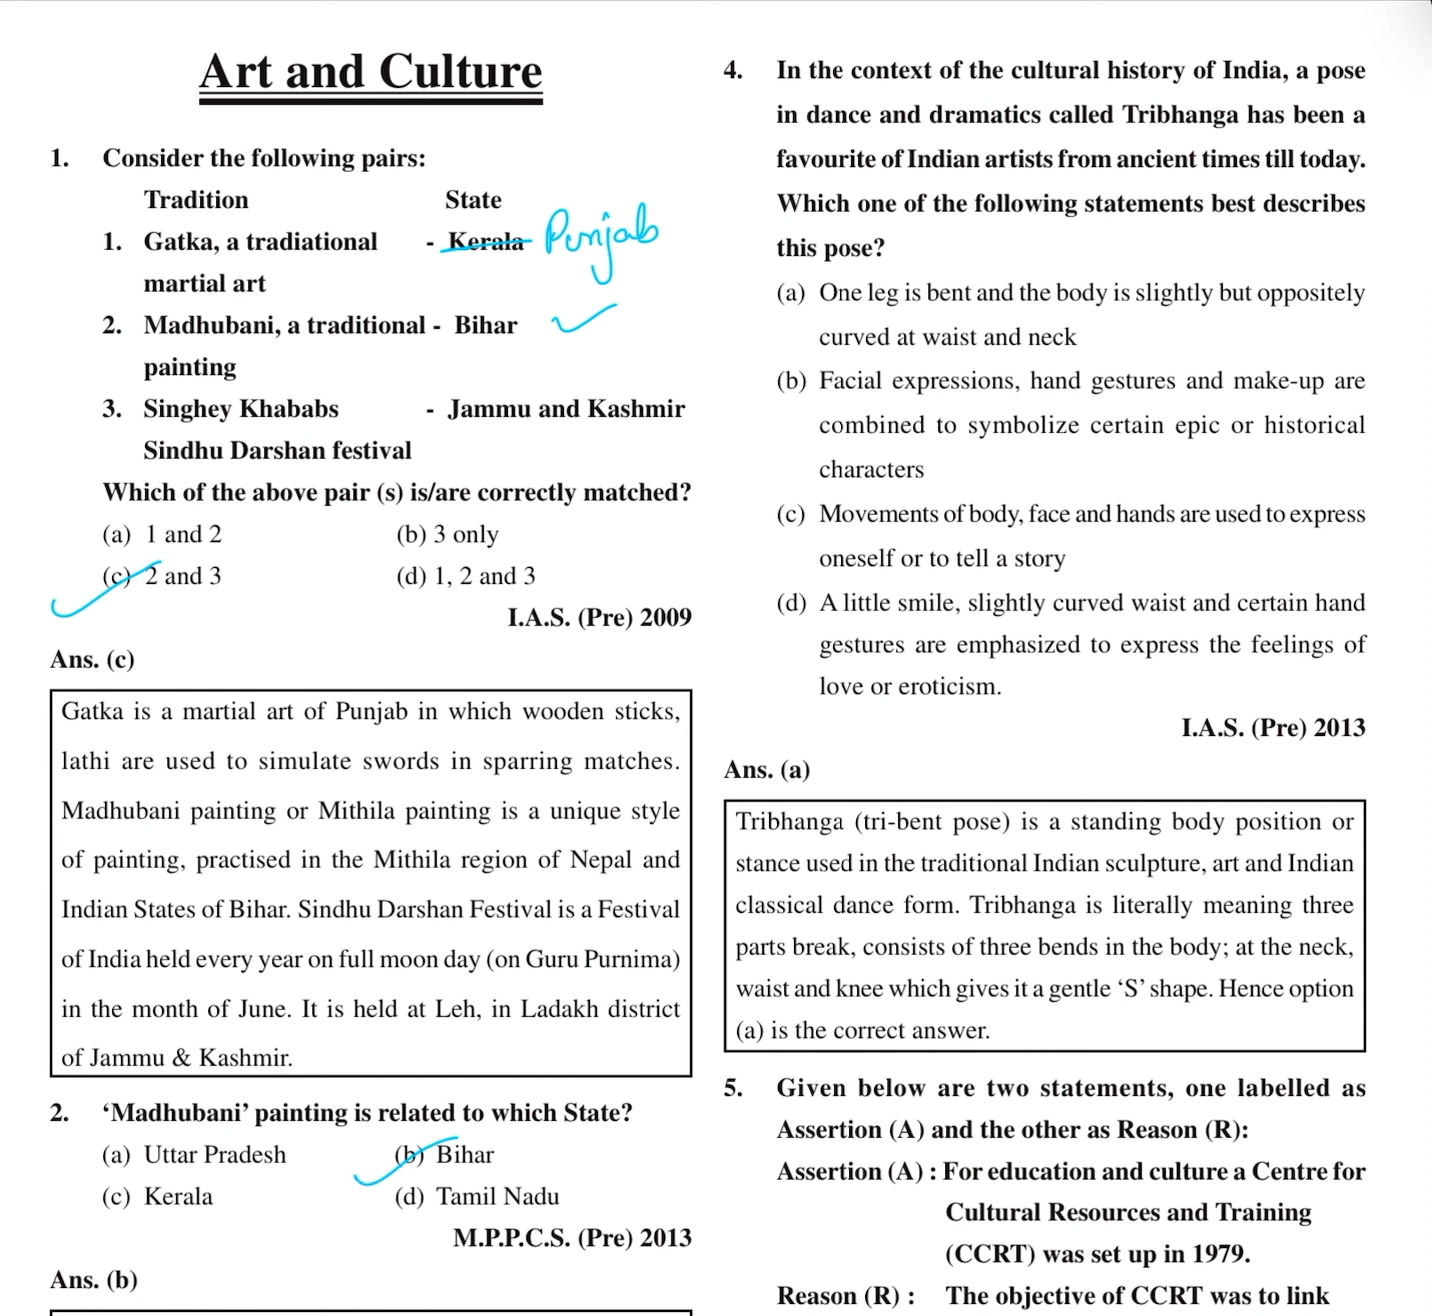 Art and Culture
1. Consider the following pairs:
Tradition State
1. Gatka, a tradiational - Kerala Punjab
martial art
2. Madhubani, a traditional - Bihar
painting
3. Singhey Khababs - Jammu and Kashmir
Sindhu Darshan festival
Which of the above pair (s) is/are correctly matched?
(a) 1 and 2 (b) 3 only
(c) 2 and 3 (d) 1, 2 and 3
I.A.S. (Pre) 2009
Ans. (c)
Gatka is a martial art of Punjab in which wooden sticks,
lathi are used to simulate swords in sparring matches.
Madhubani painting or Mithila painting is a unique style
of painting, practised in the Mithila region of Nepal and
Indian States of Bihar. Sindhu Darshan Festival is a Festival
of India held every year on full moon day (on Guru Purnima)
in the month of June. It is held at Leh, in Ladakh district
of Jammu & Kashmir.
2. ‘Madhubani’ painting is related to which State?
(a) Uttar Pradesh (b) Bihar
(c) Kerala (d) Tamil Nadu
M.P.P.C.S. (Pre) 2013
Ans. (b)
4. In the context of the cultural history of India, a pose
in dance and dramatics called Tribhanga has been a
favourite of Indian artists from ancient times till today.
Which one of the following statements best describes
this pose?
(a) One leg is bent and the body is slightly but oppositely
curved at waist and neck
(b) Facial expressions, hand gestures and make-up are
combined to symbolize certain epic or historical
characters
(c) Movements of body, face and hands are used to express
oneself or to tell a story
(d) A little smile, slightly curved waist and certain hand
gestures are emphasized to express the feelings of
love or eroticism.
I.A.S. (Pre) 2013
Ans. (a)
Tribhanga (tri-bent pose) is a standing body position or
stance used in the traditional Indian sculpture, art and Indian
classical dance form. Tribhanga is literally meaning three
parts break, consists of three bends in the body; at the neck,
waist and knee which gives it a gentle ‘S’ shape. Hence option
(a) is the correct answer.
5. Given below are two statements, one labelled as
Assertion (A) and the other as Reason (R):
Assertion (A) : For education and culture a Centre for
Cultural Resources and Training
(CCRT) was set up in 1979.
Reason (R) : The objective of CCRT was to link